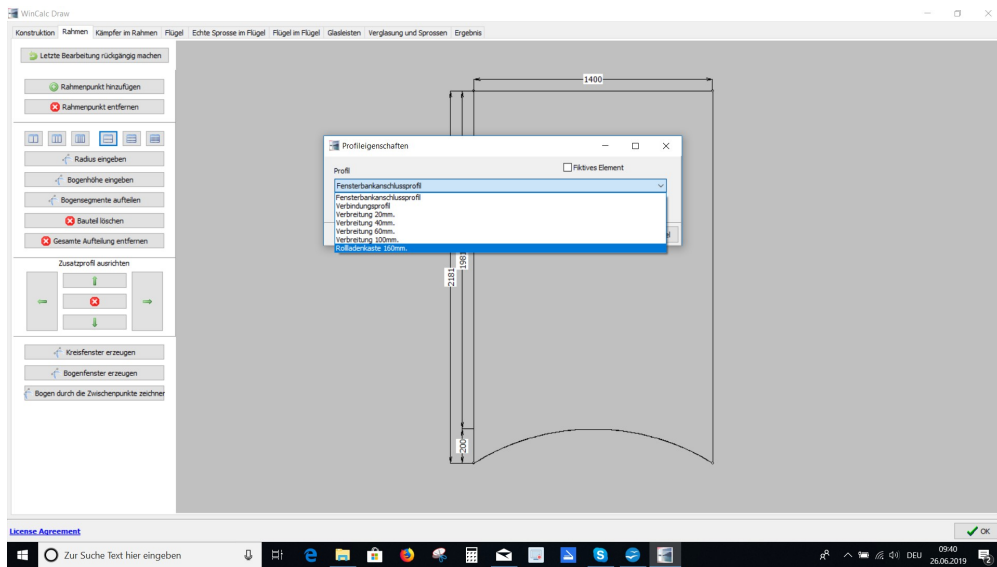 WinCalc Draw
Konstruktion Rahmen Kämpfer im Rahmen Flügel Echte Sprosse im Flügel Flügel im Flügel Glasleisten Verglasung und Sprossen Ergebnis
Letzte Bearbeitung rückgängig machen
Rahmenpunkt hinzufügen
Rahmenpunkt entfernen
Radius eingeben
Bogenhöhe eingeben
Bogensegmente aufteilen
Bauteil löschen
Gesamte Aufteilung entfernen
Zusatzprofil ausrichten
Kreisfenster erzeugen
Bogenfenster erzeugen
Bogen durch die Zwischenpunkte zeichner
1400
Profileigenschaften
Profil
Fiktives Element
Fensterbankanschlussprofil
Fensterbankanschlussprofil
Verbindungsprofil
Verbreitung 20mm.
Verbreitung 40mm.
Verbreitung 60mm.
Verbreitung 100mm.
Rollladenkaste 160mm.
1981
2181
200
License Agreement
OK
Zur Suche Text hier eingeben
DEU
09:40
26.06.2019